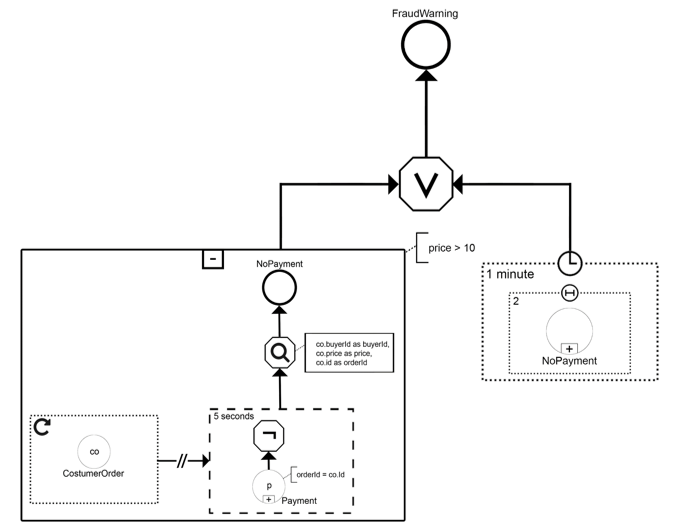 FraudWarning
V
price > 10
-
NoPayment
1 minute
2
+
NoPayment
co.buyerId as buyerId,
co.price as price,
co.id as orderId
5 seconds
co
CostumerOrder
//
¬
orderId = co.Id
p
+
Payment